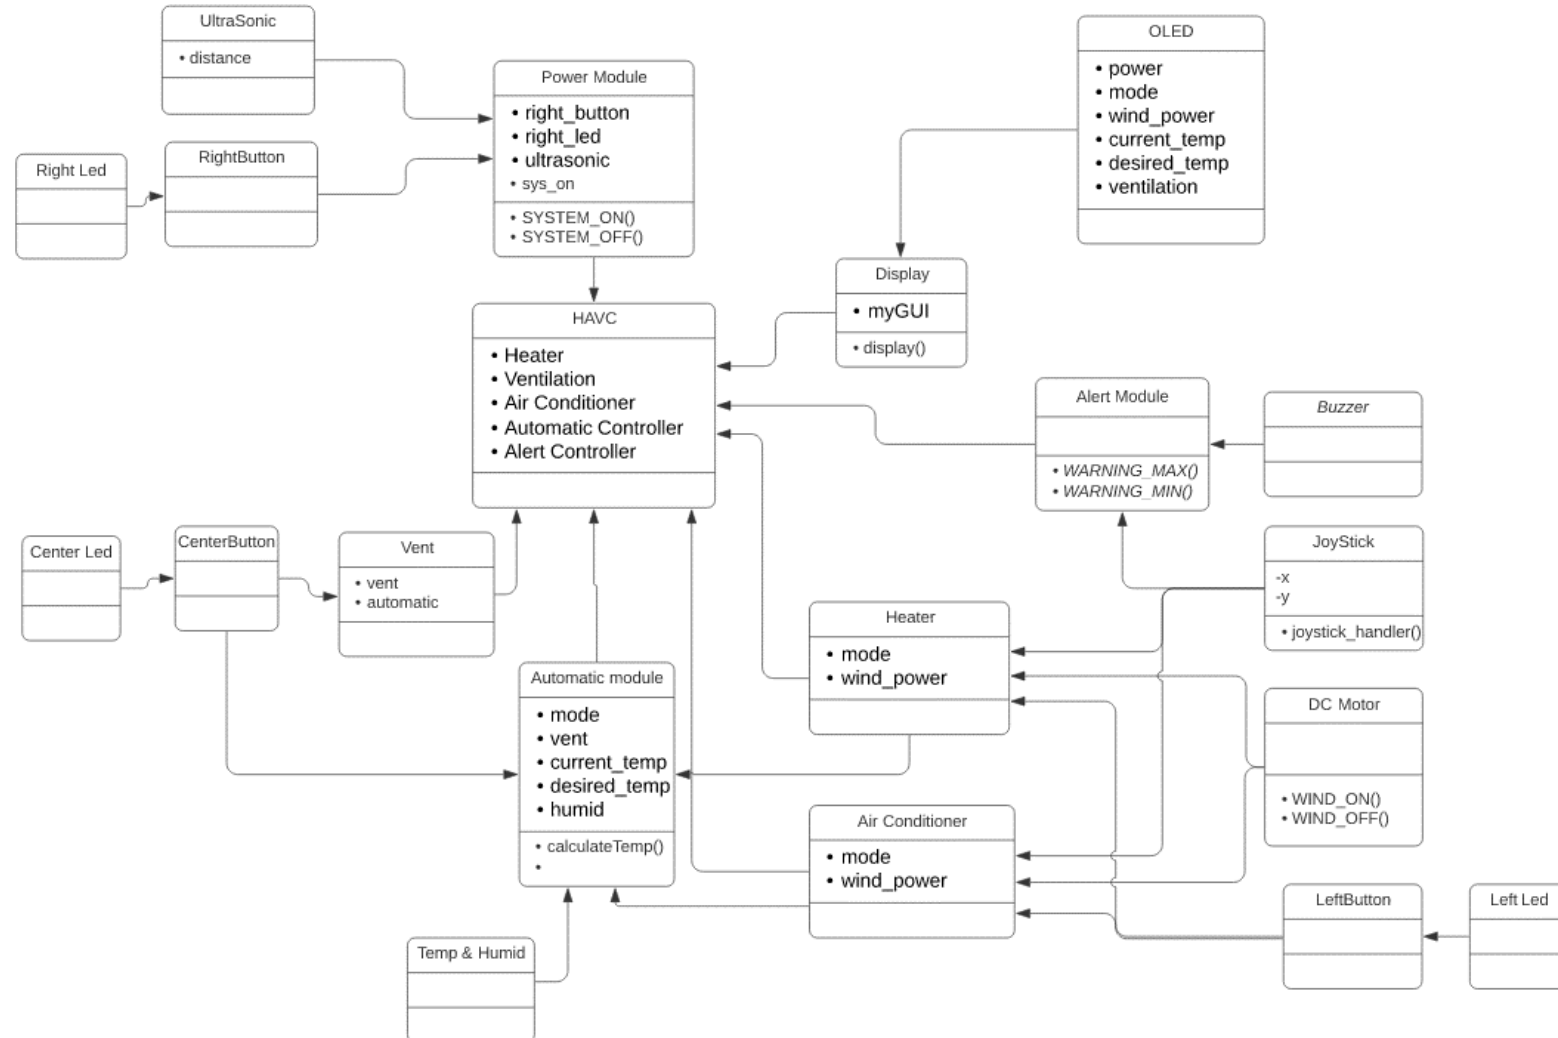 UltraSonic
• distance
Power Module
• right_button
• right_led
• ultrasonic
• sys_on
• SYSTEM_ON()
• SYSTEM_OFF()
OLED
• power
• mode
• wind_power
• current_temp
• desired_temp
• ventilation
Right Led
RightButton
Display
• myGUI
• display()
HAVC
• Heater
• Ventilation
• Air Conditioner
• Automatic Controller
• Alert Controller
Alert Module
• WARNING_MAX()
• WARNING_MIN()
Buzzer
Center Led
CenterButton
Vent
• vent
• automatic
JoyStick
-x
-y
• joystick_handler()
Heater
• mode
• wind_power
Automatic module
• mode
• vent
• current_temp
• desired_temp
• humid
• calculateTemp()
•
DC Motor
• WIND_ON()
• WIND_OFF()
Air Conditioner
• mode
• wind_power
LeftButton
Left Led
Temp & Humid